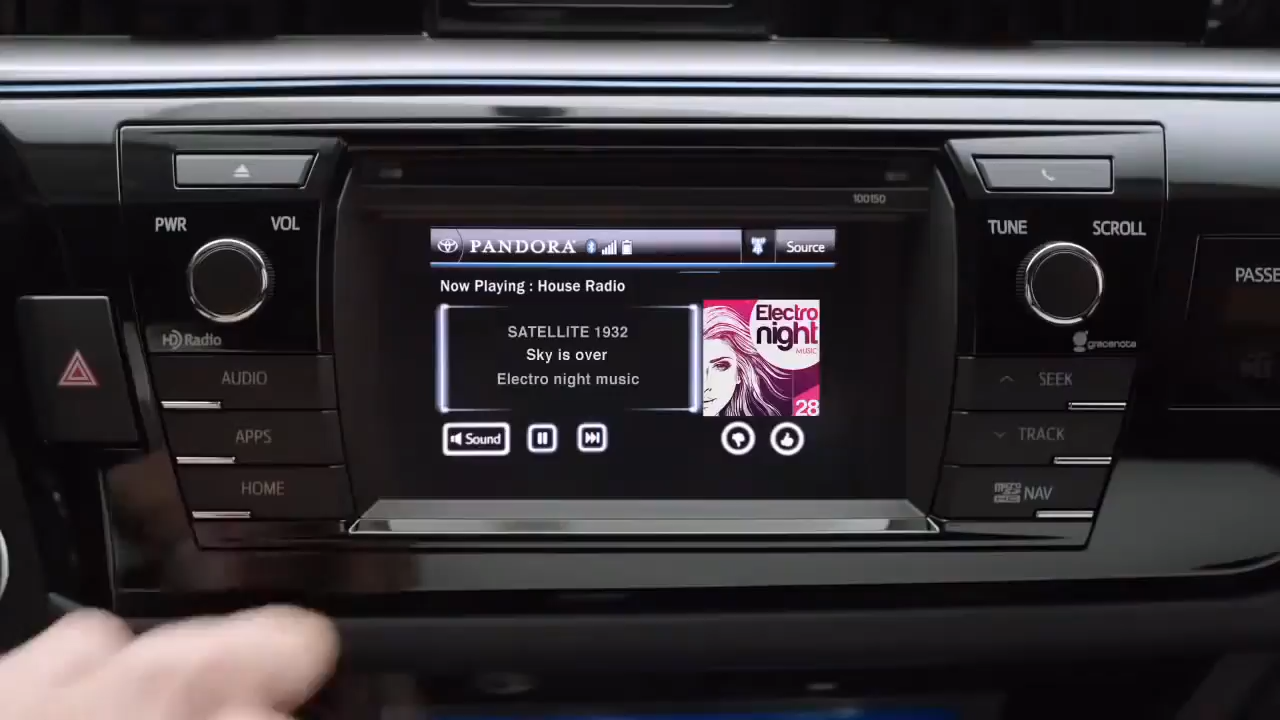 100150
PWR
VOL
TUNE
SCROLL
PANDORA
Source
PASSE
Now Playing : House Radio
SATELLITE 1932
Sky is over
Electro night music
Electro
night
MUSIC
28
HD Radio
gracenote
AUDIO
SEEK
Sound
APPS
TRACK
HOME
micro
NAV